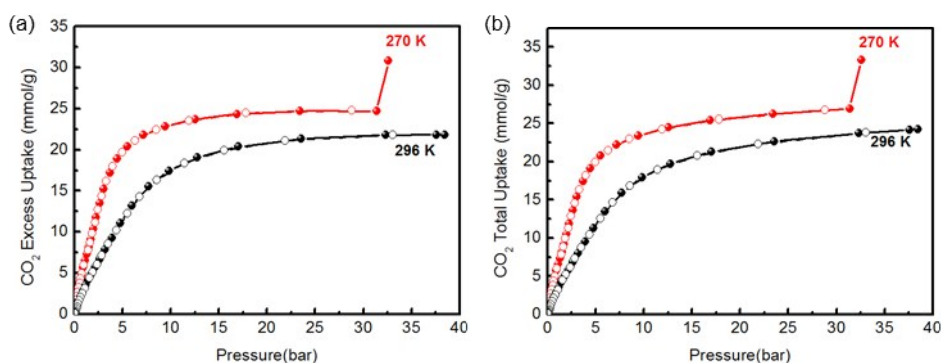 (a)
CO2 Excess Uptake (mmol/g)
35
30
25
20
15
10
5
0
270 K
296 K
0 5 10 15 20 25 30 35 40
Pressure(bar)
(b)
CO2 Total Uptake (mmol/g)
35
30
25
20
15
10
5
0
270 K
296 K
0 5 10 15 20 25 30 35 40
Pressure(bar)